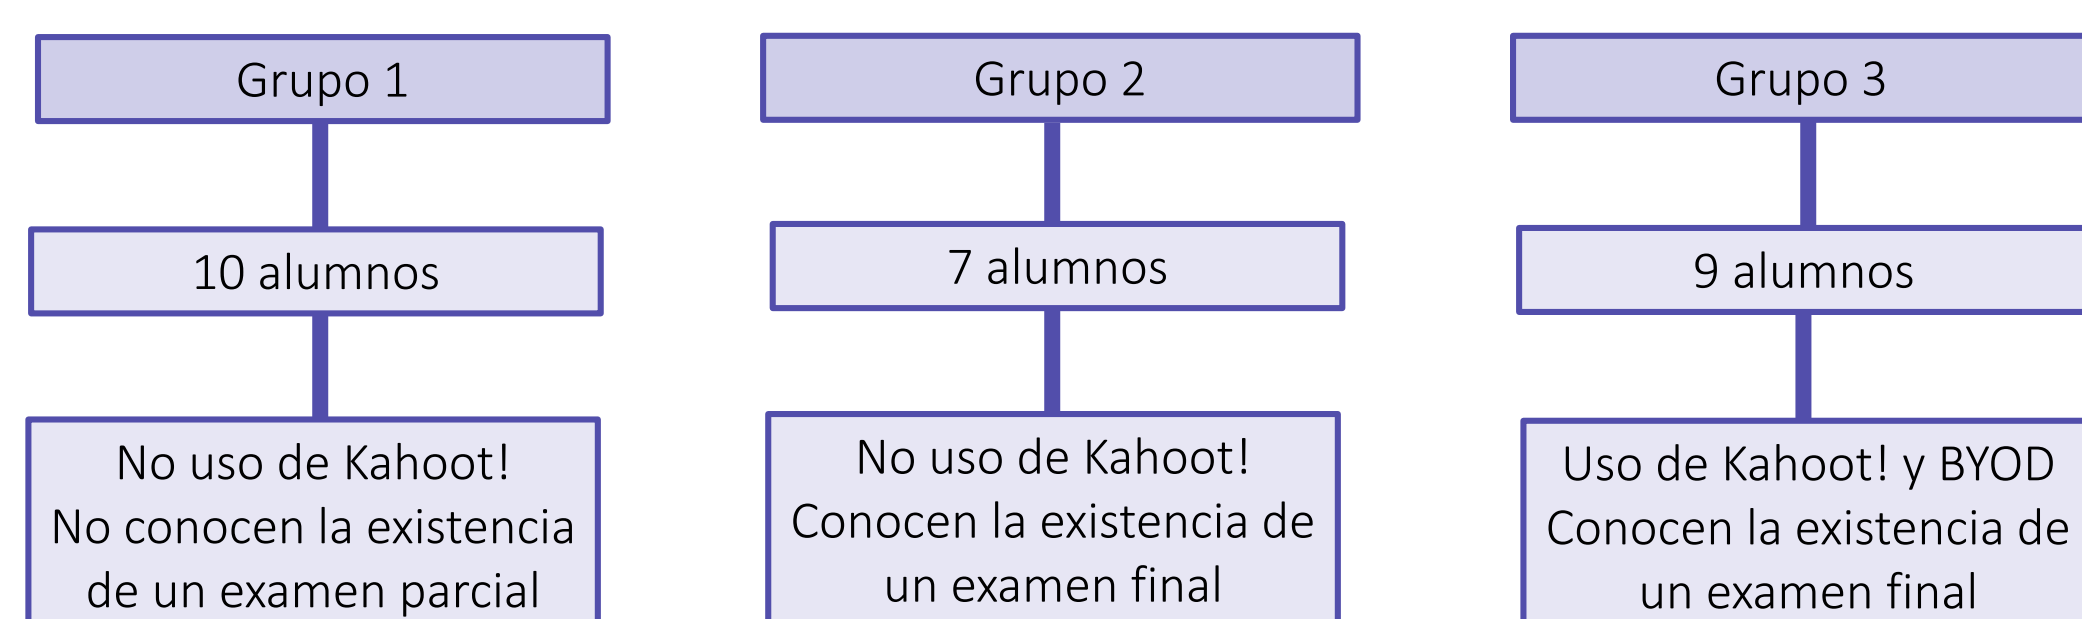 Grupo 1
10 alumnos
No uso de Kahoot!
No conocen la existencia
de un examen parcial
Grupo 2
7 alumnos
No uso de Kahoot!
Conocen la existencia de
un examen final
Grupo 3
9 alumnos
Uso de Kahoot! y BYOD
Conocen la existencia de
un examen final